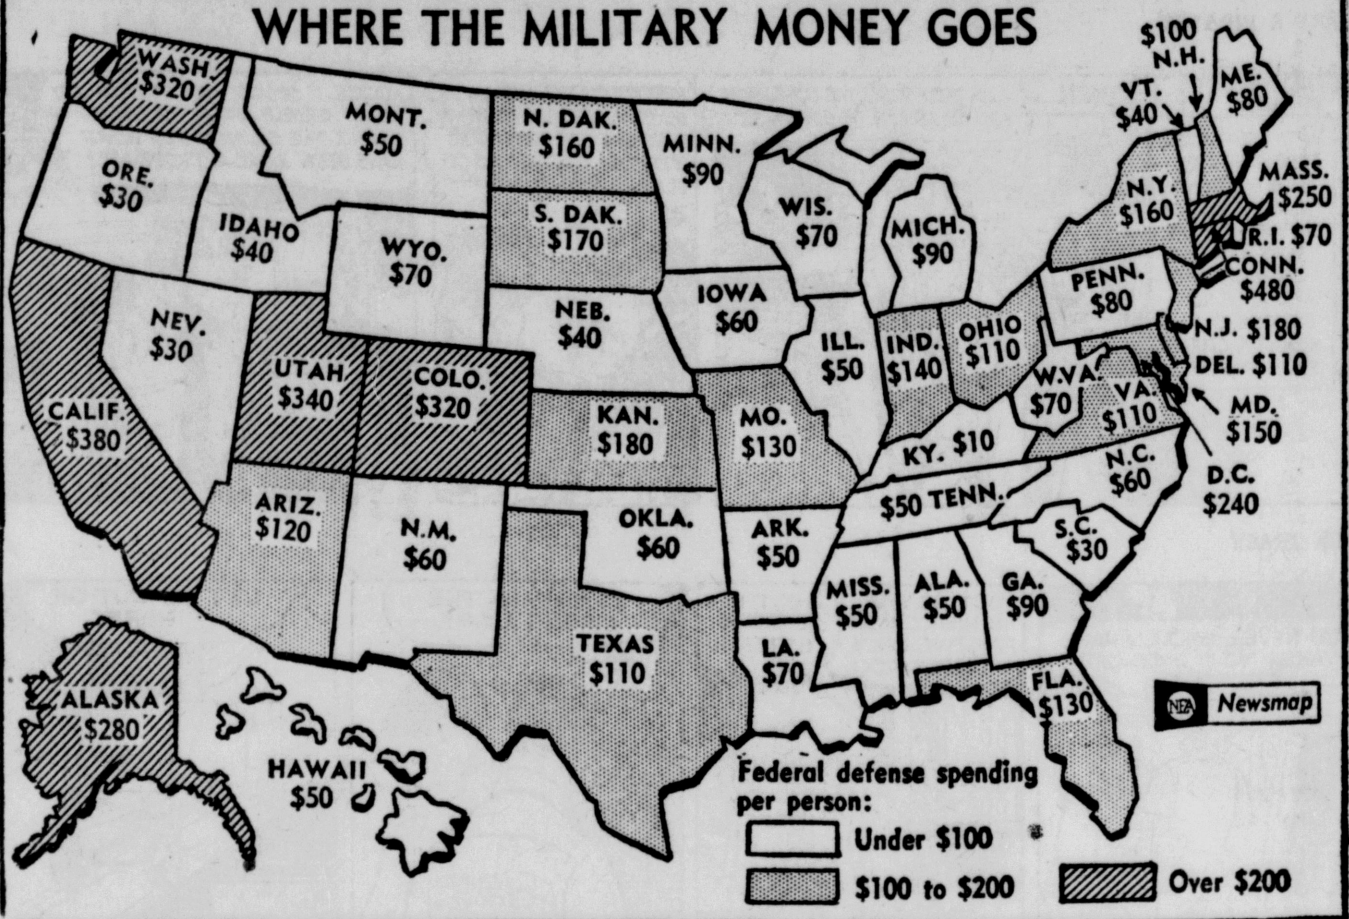 WHERE THE MILITARY MONEY GOES
WASH.
$320
ORE.
$30
CALIF.
$380
NEV.
$30
IDAHO
$40
MONT.
$50
WYO.
$70
UTAH
$340
COLO.
$320
ARIZ.
$120
N.M.
$60
N. DAK.
$160
S. DAK.
$170
NEB.
$40
KAN.
$180
OKLA.
$60
TEXAS
$110
MINN.
$90
IOWA
$60
MO.
$130
ARK.
$50
LA.
$70
WIS.
$70
ILL.
$50
MICH.
$90
IND.
$140
OHIO
$110
KY. $10
$50 TENN.
MISS.
$50
ALA.
$50
GA.
$90
FLA.
$130
S.C.
$30
N.C.
$60
VA.
$110
W.VA.
$70
PENN.
$80
N.Y.
$160
VT.
$40
$100
N.H.
ME.
$80
MASS.
$250
R.I. $70
CONN.
$480
N.J. $180
DEL. $110
MD.
$150
D.C.
$240
ALASKA
$280
HAWAII
$50
NEA Newsmap
Federal defense spending
per person:
Under $100
$100 to $200
Over $200